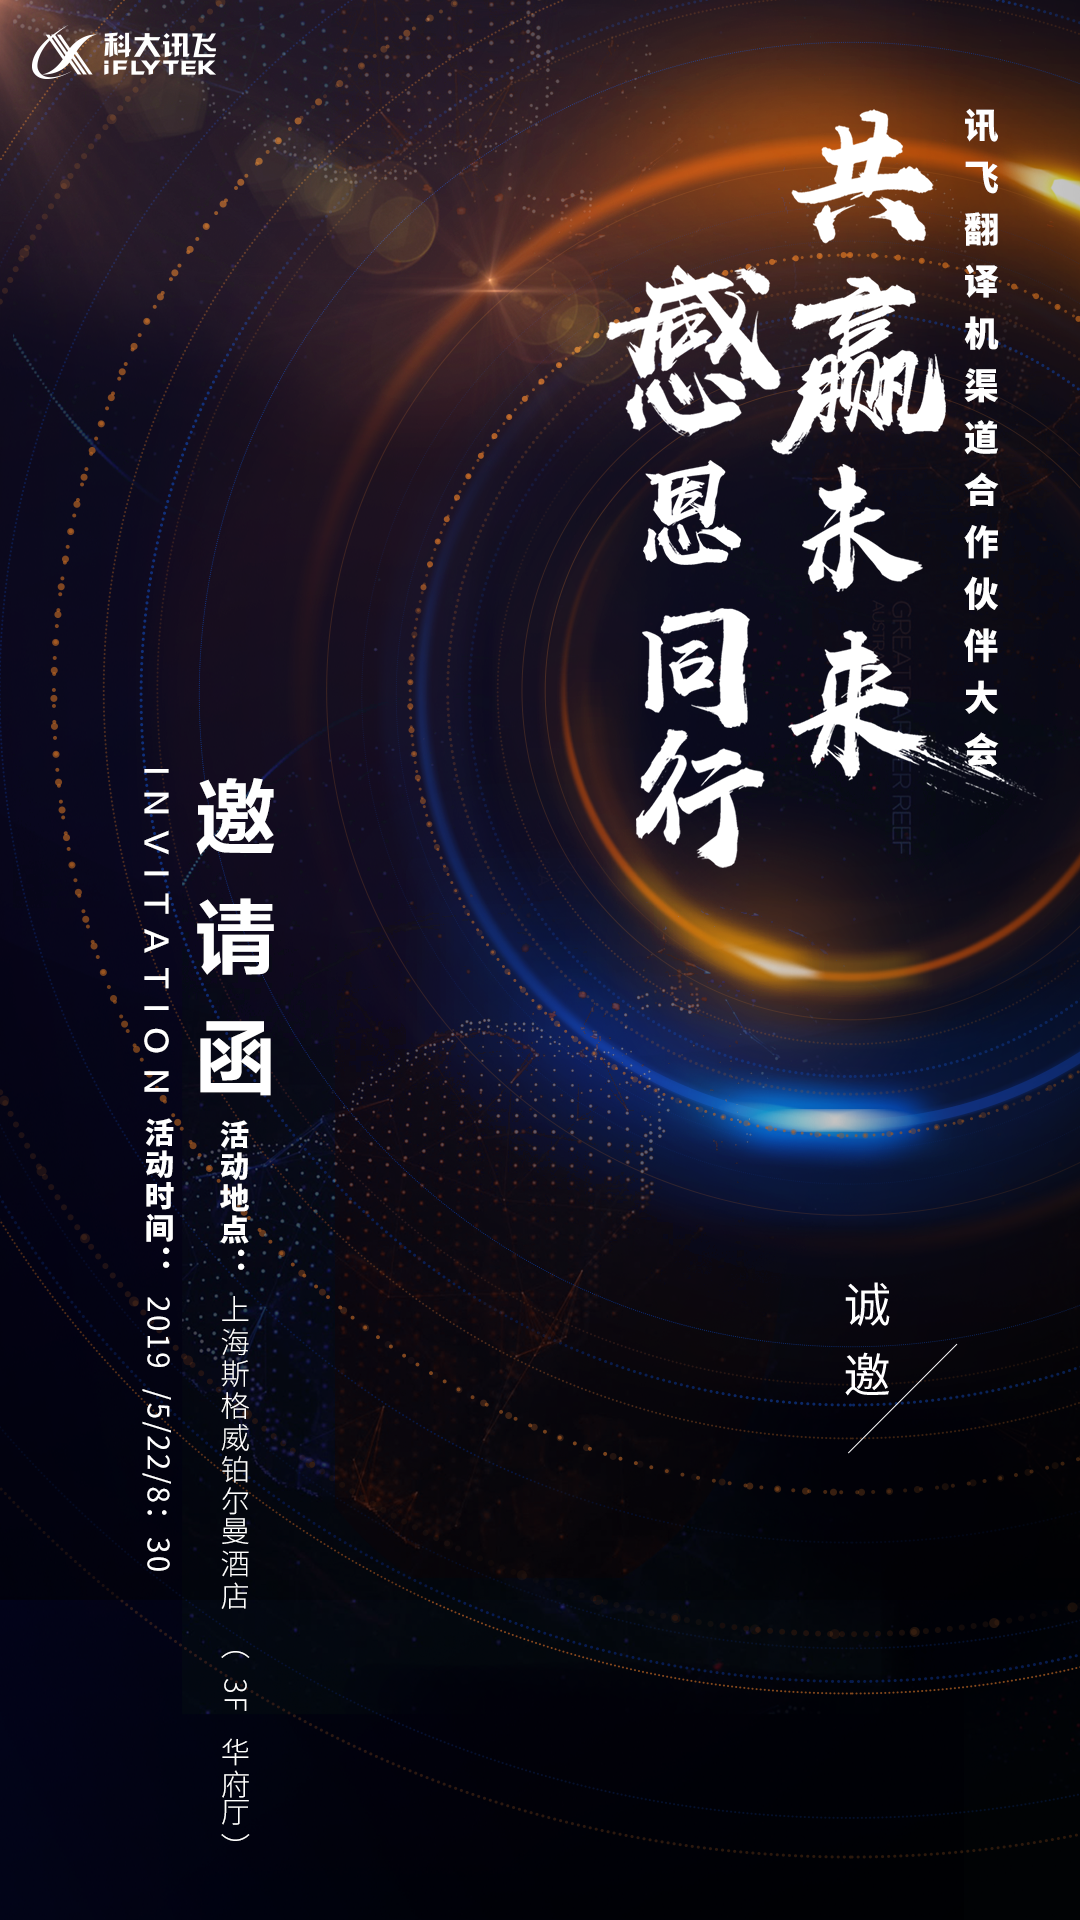 科大讯飞
iFLYTEK
讯飞翻译机渠道合作伙伴大会
共赢未来
感恩同行
邀请函
INVITATION
活动地点：上海斯格威铂尔曼酒店 （3F 华府厅）
活动时间：2019 /5/22/8：30
诚邀